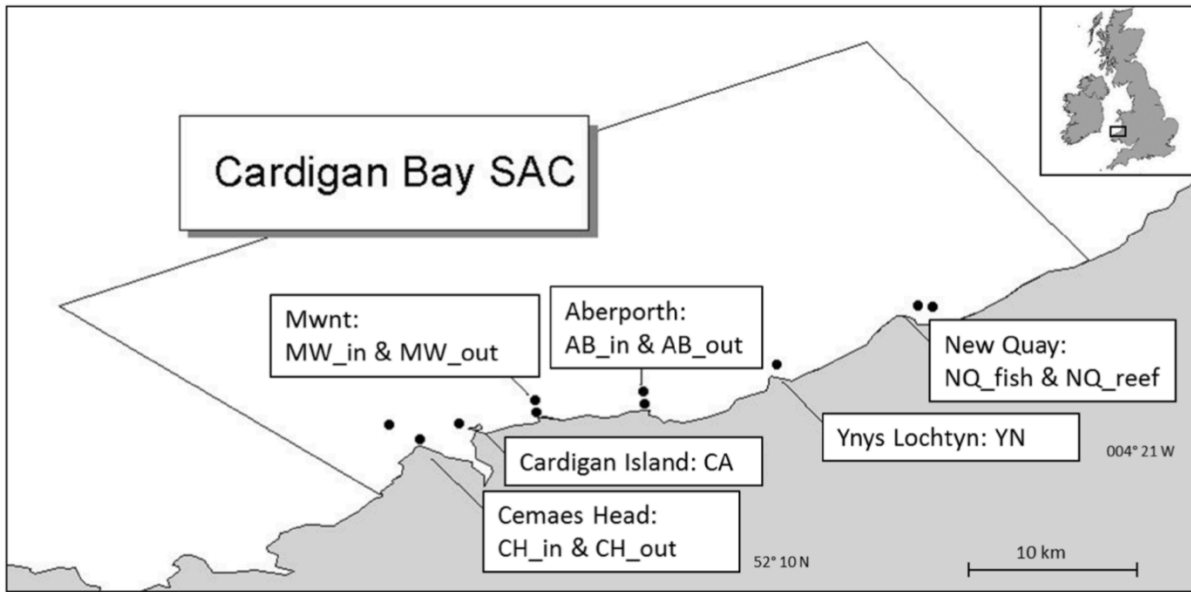 Cardigan Bay SAC
Mwnt:
MW_in & MW_out
Aberporth:
AB_in & AB_out
New Quay:
NQ_fish & NQ_reef
Ynys Lochtyn: YN
004° 21 W
Cardigan Island: CA
Cemaes Head:
CH_in & CH_out
52° 10 N
10 km